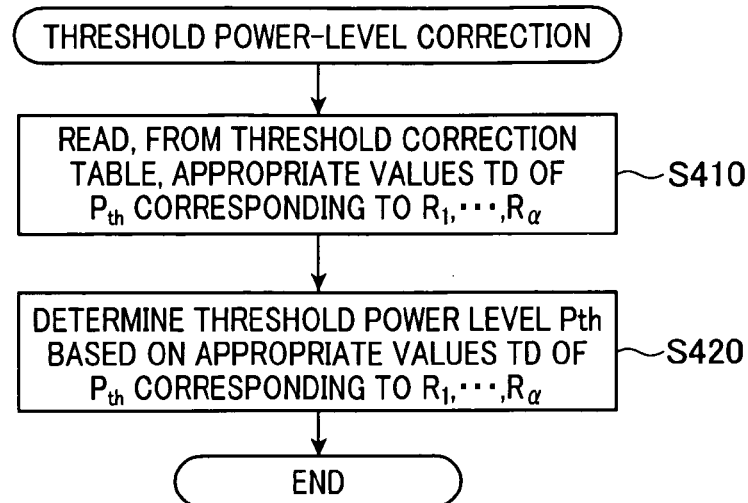 THRESHOLD POWER-LEVEL CORRECTION
READ, FROM THRESHOLD CORRECTION
TABLE, APPROPRIATE VALUES TD OF
Pth CORRESPONDING TO R1,···,Rα
S410
DETERMINE THRESHOLD POWER LEVEL Pth
BASED ON APPROPRIATE VALUES TD OF
Pth CORRESPONDING TO R1,···,Rα
S420
END